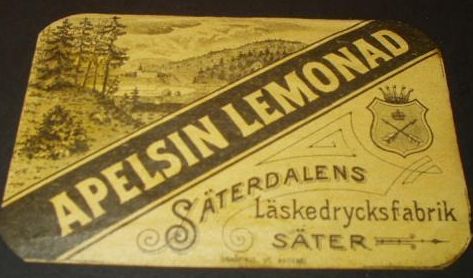 APELSIN LEMONAD
SÄTERDALENS
Läskedrycksfabrik
SÄTER